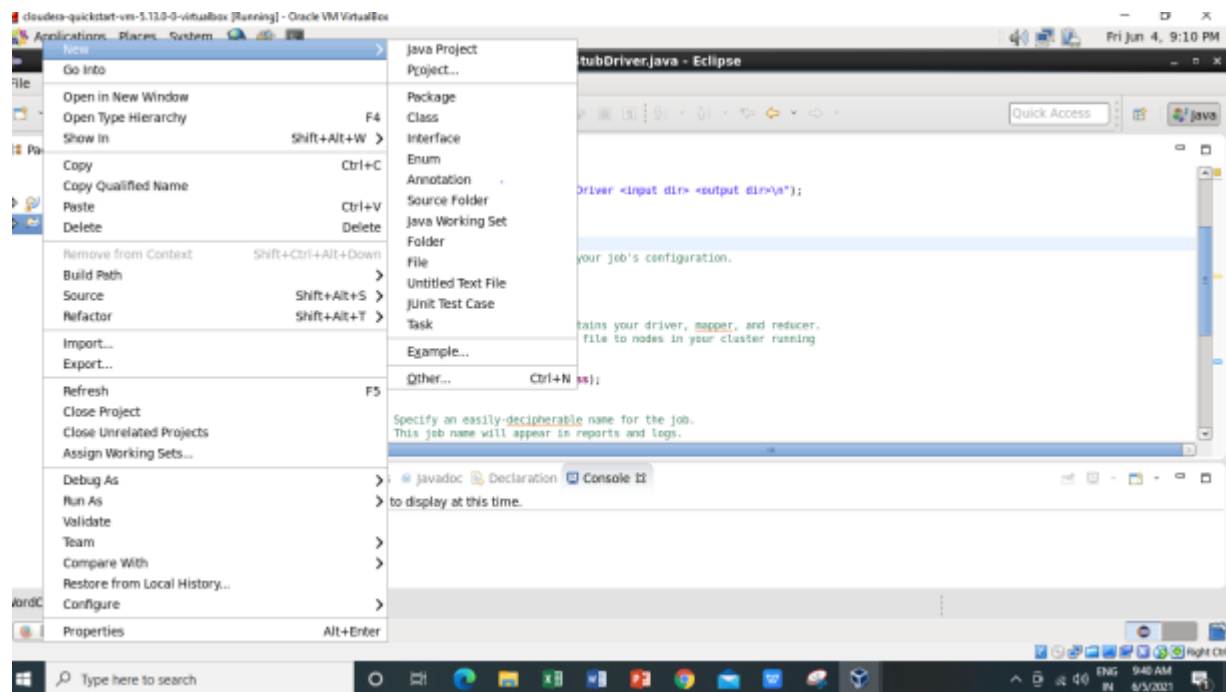 cloudera-quickstart-vm-5.13.0-0-virtualbox [Running] - Oracle VM VirtualBox
Applications Places System
Fri Jun 4, 9:10 PM
tubDriver.java - Eclipse
File
Quick Access
Java
Pa
New
Go Into
Open in New Window
Open Type Hierarchy F4
Show In Shift+Alt+W >
Copy Ctrl+C
Copy Qualified Name
Paste Ctrl+V
Delete Delete
Remove from Context Shift+Ctrl+Alt+Down
Build Path >
Source Shift+Alt+S >
Refactor Shift+Alt+T >
Import...
Export...
Refresh F5
Close Project
Close Unrelated Projects
Assign Working Sets...
Debug As >
Run As >
Validate
Team >
Compare With >
Restore from Local History...
Configure >
Properties Alt+Enter
Java Project
Project...
Package
Class
Interface
Enum
Annotation
Source Folder
Java Working Set
Folder
File
Untitled Text File
JUnit Test Case
Task
Example...
Other... Ctrl+N
Driver <input dir> <output dir>\n");
your job's configuration.
tains your driver, mapper, and reducer.
file to nodes in your cluster running
ss);
Specify an easily-decipherable name for the job.
This job name will appear in reports and logs.
Javadoc Declaration Console
to display at this time.
WordC
Right Ctrl
Type here to search
ENG
IN
9:40 AM
6/5/2021